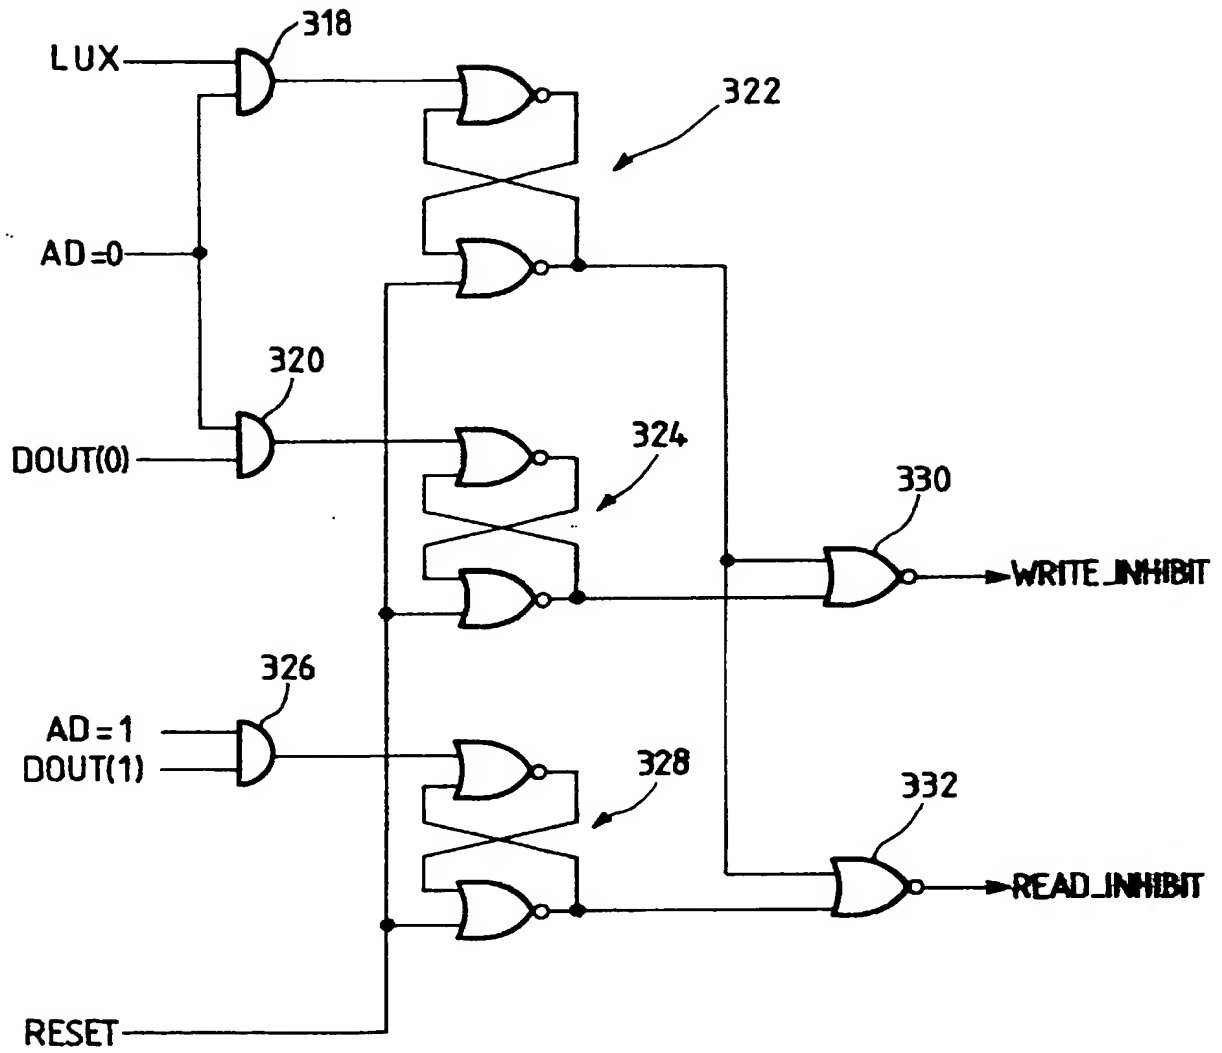 318
LUX
322
AD=0
320
324
DOUT(0)
330
WRITE_INHIBIT
326
AD=1
328
DOUT(1)
332
READ_INHIBIT
RESET